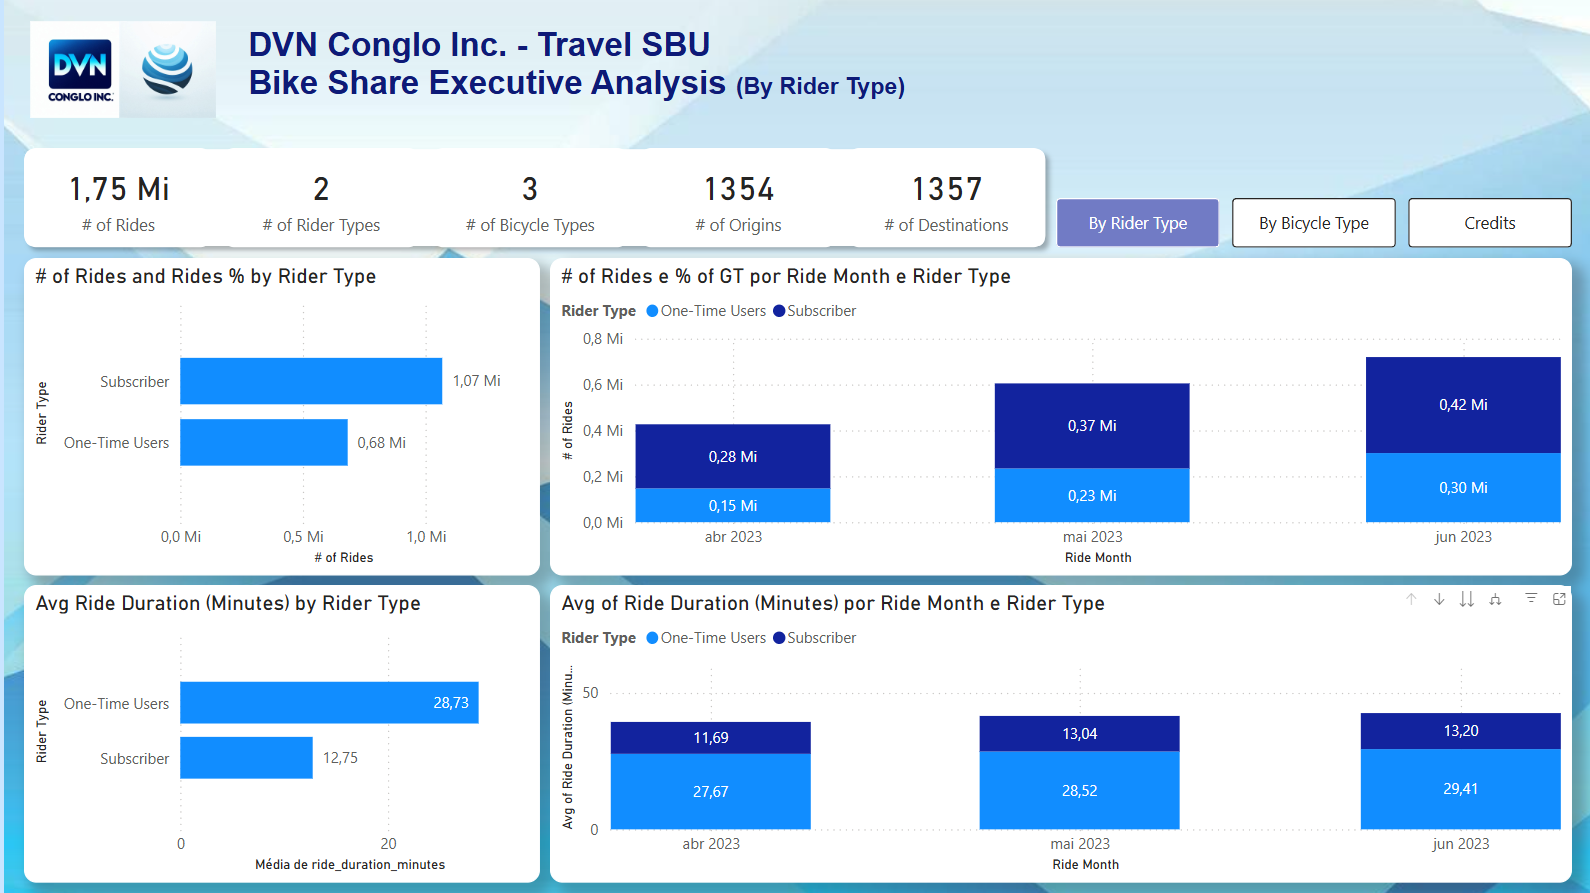 DVN
CONGLO INC.
DVN Conglo Inc. - Travel SBU
Bike Share Executive Analysis (By Rider Type)
1,75 Mi
# of Rides
2
# of Rider Types
3
# of Bicycle Types
1354
# of Origins
1357
# of Destinations
By Rider Type
By Bicycle Type
Credits
# of Rides and Rides % by Rider Type
Rider Type
Subscriber
1,07 Mi
One-Time Users
0,68 Mi
0,0 Mi
0,5 Mi
1,0 Mi
# of Rides
# of Rides e % of GT por Ride Month e Rider Type
Rider Type One-Time Users Subscriber
# of Rides
0,8 Mi
0,6 Mi
0,4 Mi
0,2 Mi
0,0 Mi
0,28 Mi
0,15 Mi
0,37 Mi
0,23 Mi
0,42 Mi
0,30 Mi
abr 2023
mai 2023
jun 2023
Ride Month
Avg Ride Duration (Minutes) by Rider Type
Rider Type
One-Time Users
28,73
Subscriber
12,75
0
20
Média de ride_duration_minutes
Avg of Ride Duration (Minutes) por Ride Month e Rider Type
Rider Type One-Time Users Subscriber
Avg of Ride Duration (Minu...
50
0
11,69
27,67
13,04
28,52
13,20
29,41
abr 2023
mai 2023
jun 2023
Ride Month